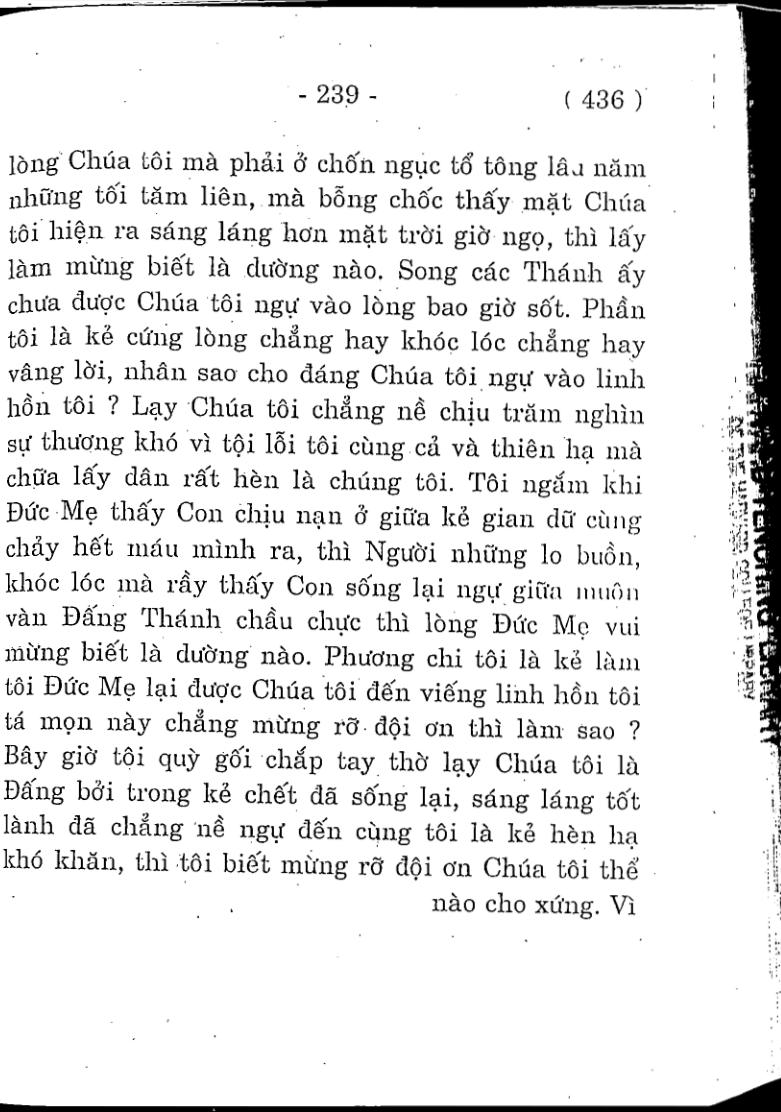 - 239 -
( 436 )
lòng Chúa tôi mà phải ở chốn ngục tổ tông lâu năm
những tối tăm liên, mà bỗng chốc thấy mặt Chúa
tôi hiện ra sáng láng hơn mặt trời giờ ngọ, thì lấy
làm mừng biết là dường nào. Song các Thánh ấy
chưa được Chúa tôi ngự vào lòng bao giờ sốt. Phần
tôi là kẻ cứng lòng chẳng hay khóc lóc chẳng hay
vâng lời, nhân sao cho đáng Chúa tôi ngự vào linh
hồn tôi ? Lạy Chúa tôi chẳng nề chịu trăm nghìn
sự thương khó vì tội lỗi tôi cùng cả và thiên hạ mà
chữa lấy dân rất hèn là chúng tôi. Tôi ngắm khi
Đức Mẹ thấy Con chịu nạn ở giữa kẻ gian dữ cùng
chảy hết máu mình ra, thì Người những lo buồn,
khóc lóc mà rầy thấy Con sống lại ngự giữa muôn
vàn Đấng Thánh chầu chực thì lòng Đức Mẹ vui
mừng biết là dường nào. Phương chi tôi là kẻ làm
tôi Đức Mẹ lại được Chúa tôi đến viếng linh hồn tôi
tá mọn này chẳng mừng rỡ đội ơn thì làm sao ?
Bây giờ tôi quỳ gối chắp tay thờ lạy Chúa tôi là
Đấng bởi trong kẻ chết đã sống lại, sáng láng tốt
lành đã chẳng nề ngự đến cùng tôi là kẻ hèn hạ
khó khăn, thì tôi biết mừng rỡ đội ơn Chúa tôi thể
nào cho xứng. Vì